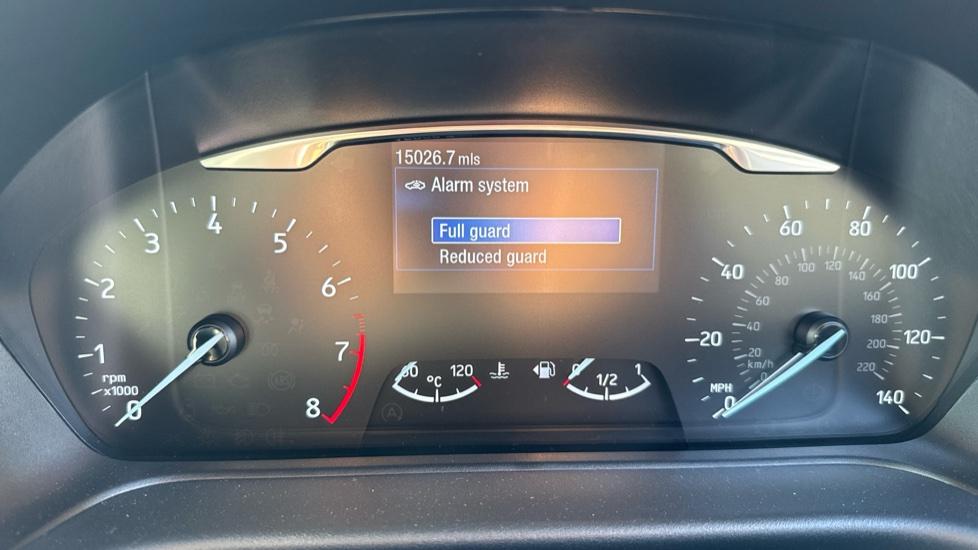 15026.7 mls
Alarm system
Full guard
Reduced guard
0 1 2 3 4 5 6 7 8
rpm
x1000
60 120
°C
0 1/2 1
0 20 40 60 80 100 120 140
MPH
0 20 40 60 80 100 120 140 160 180 200 220
km/h
A